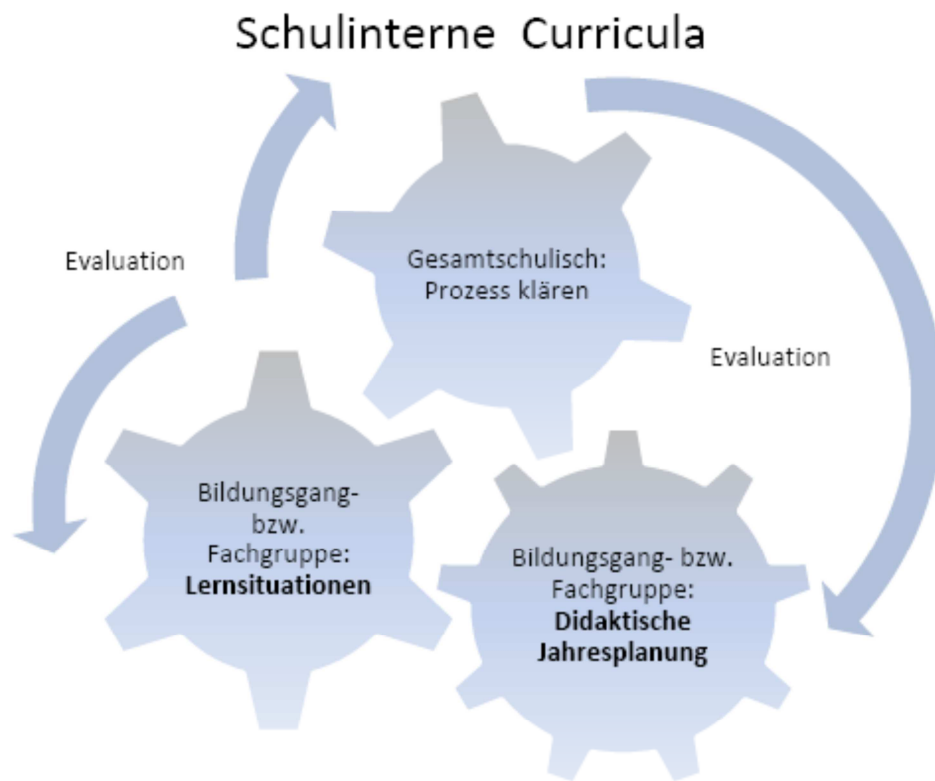 Schulinterne Curricula
Evaluation
Gesamtschulisch:
Prozess klären
Evaluation
Bildungsgang-
bzw.
Fachgruppe:
Lernsituationen
Bildungsgang- bzw.
Fachgruppe:
Didaktische
Jahresplanung